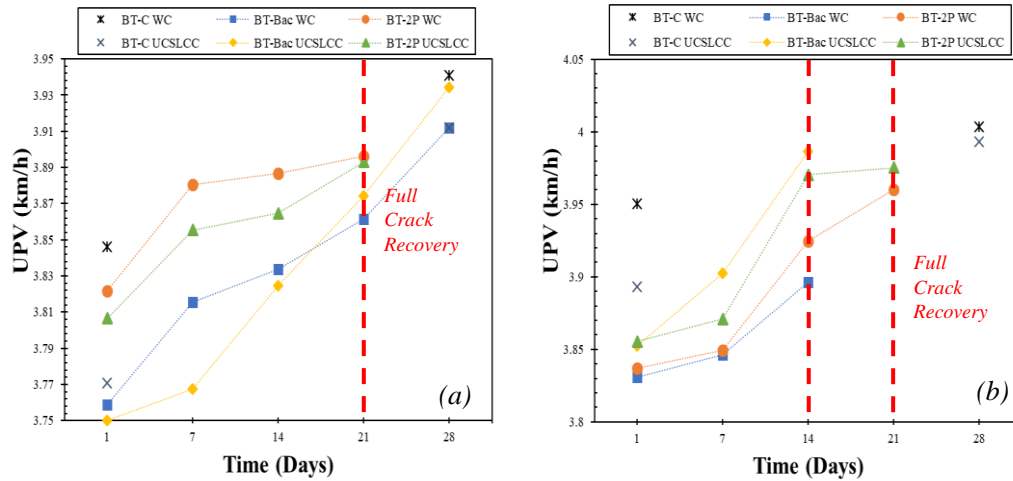 BT-C WC BT-Bac WC BT-2P WC
BT-C UCSLCC BT-Bac UCSLCC BT-2P UCSLCC
3.95
3.93
3.91
3.89
3.87
3.85
3.83
3.81
3.79
3.77
3.75
UPV (km/h)
Full
Crack
Recovery
(a)
1 7 14 21 28
Time (Days)
BT-C WC BT-Bac WC BT-2P WC
BT-C UCSLCC BT-Bac UCSLCC BT-2P UCSLCC
4.05
4
3.95
3.9
3.85
3.8
UPV (km/h)
Full
Crack
Recovery
(b)
1 7 14 21 28
Time (Days)